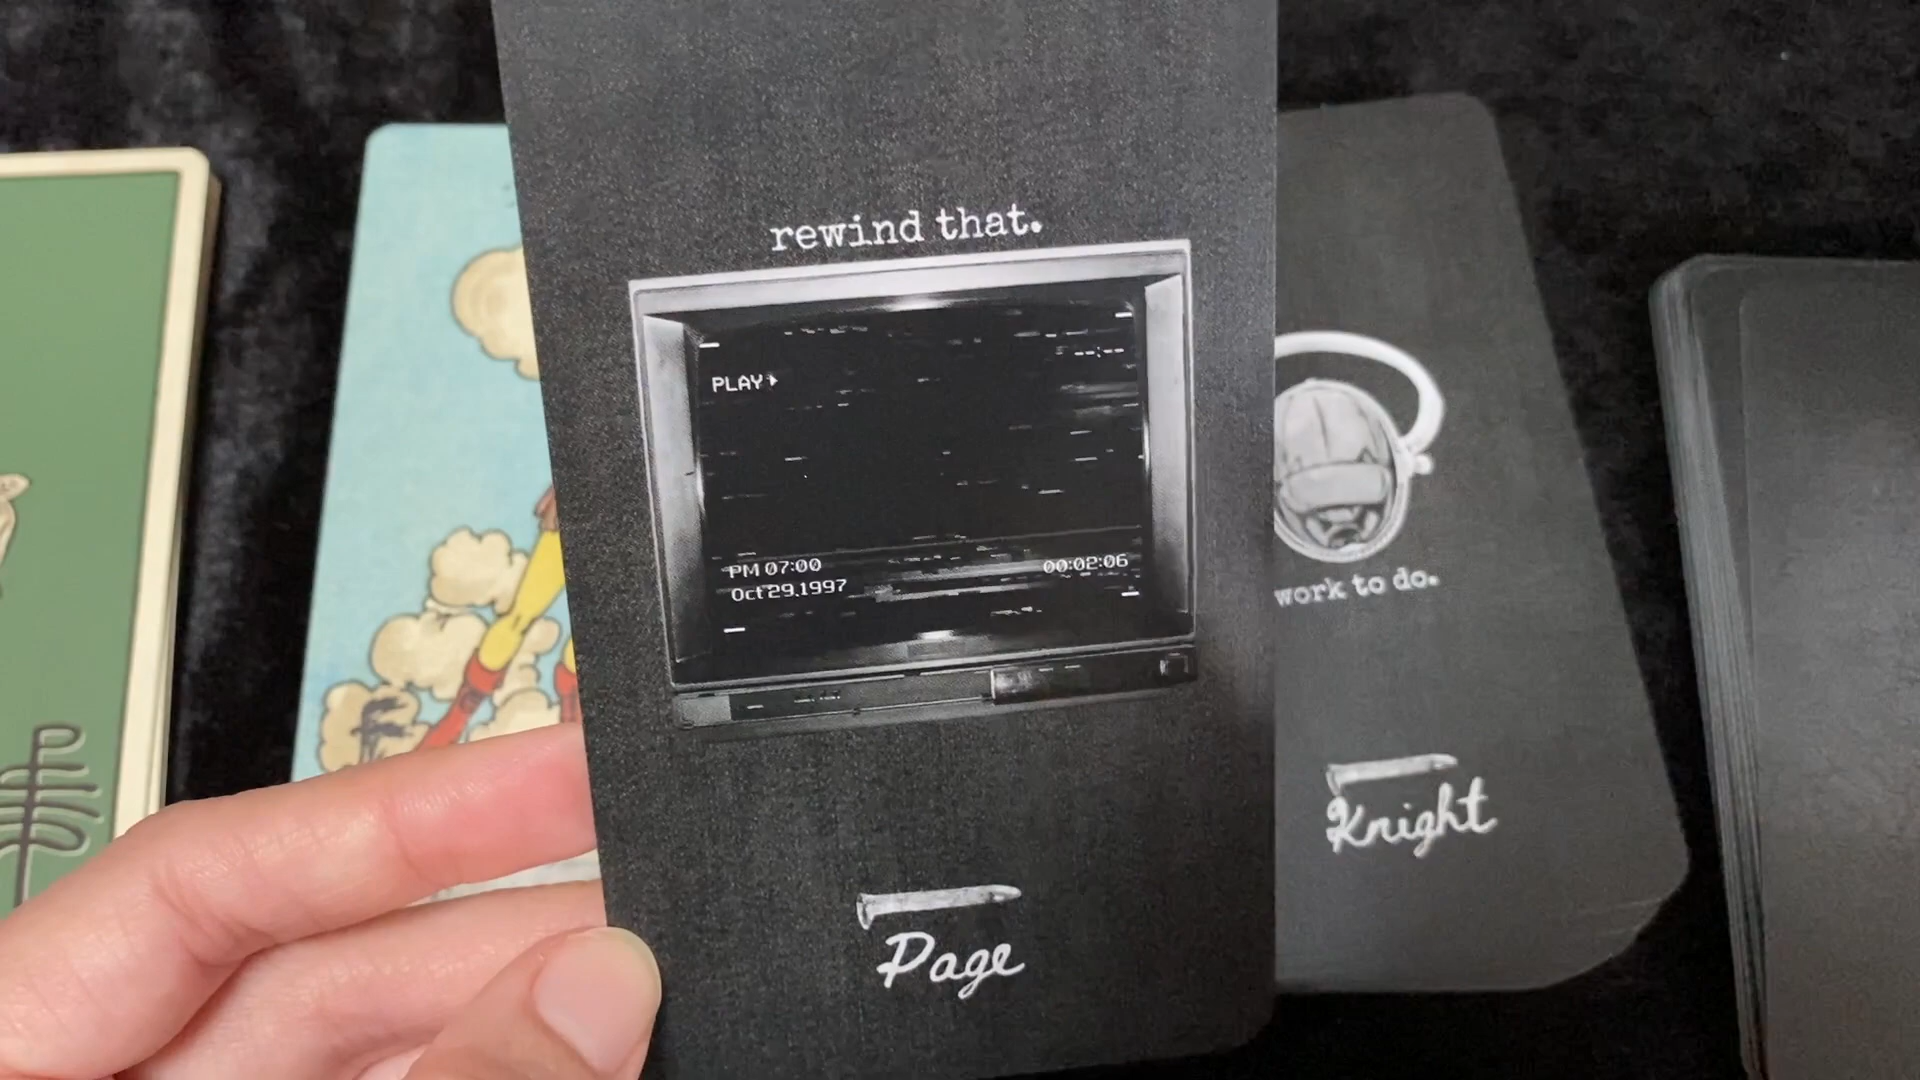 rewind that.
PLAY
PM 07:00
Oct 29.1997
00:02:06
Page
work to do.
Knight